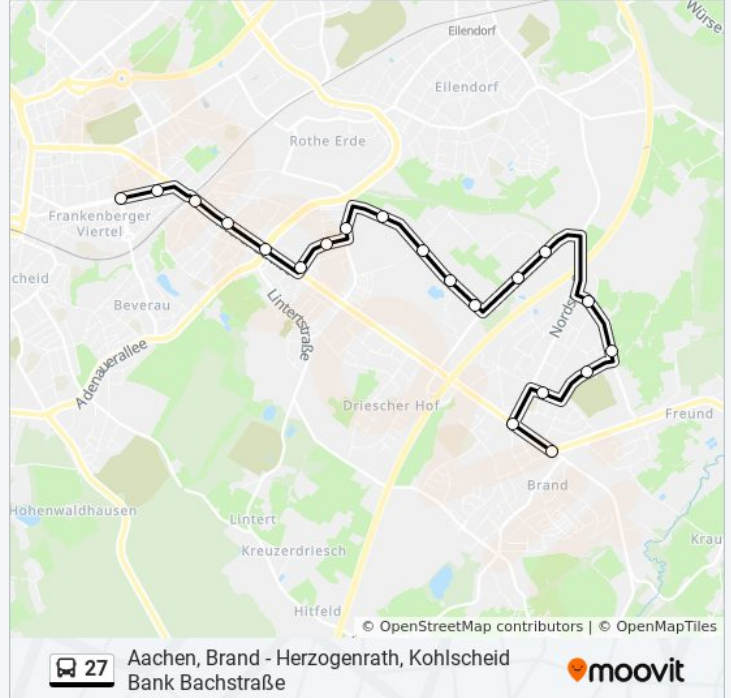 Würse
Eilendorf
Eilendorf
Rothe Erde
Frankenberger
Viertel
scheid
Beverau
Lintertstraße
Nords
Adenauerallee
Driescher Hof
Freund
Brand
Hohenwaldhausen
Lintert
Krau
Kreuzerdriesch
Hitfeld
© OpenStreetMap contributors | © OpenMapTiles
27 Aachen, Brand - Herzogenrath, Kohlscheid
Bank Bachstraße
moovit